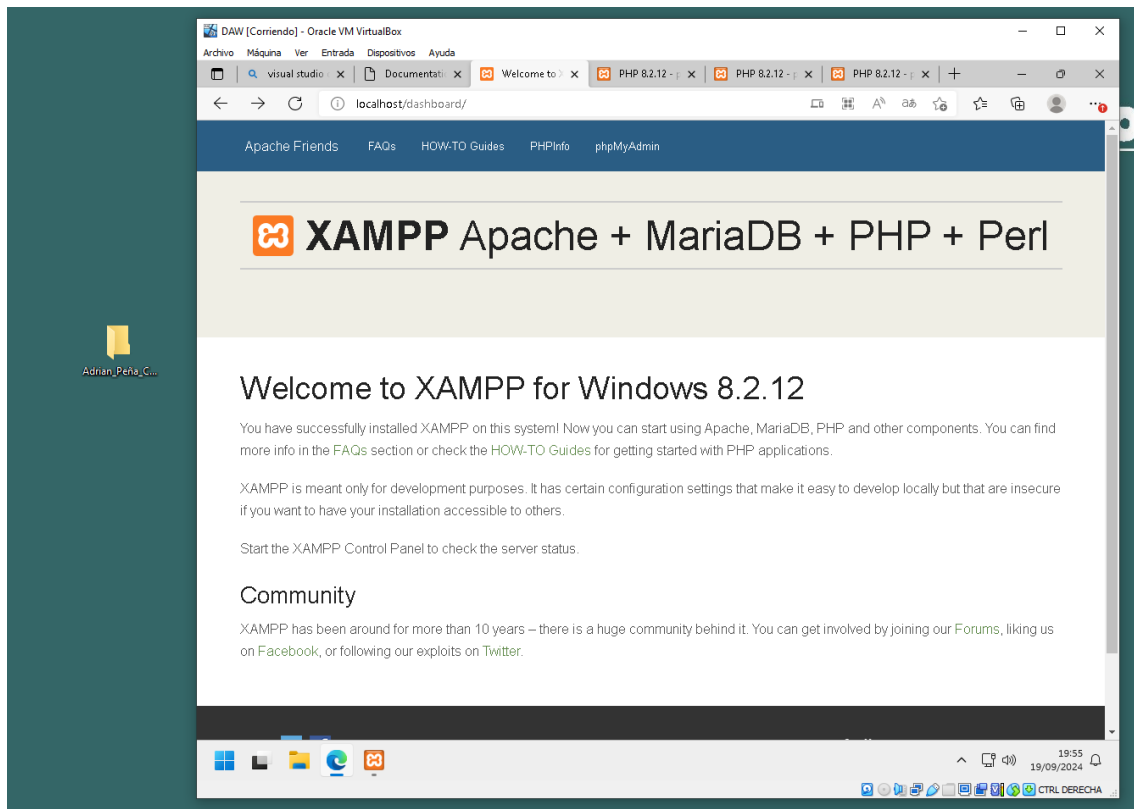 DAW [Corriendo] - Oracle VM VirtualBox
Archivo Máquina Ver Entrada Dispositivos Ayuda
visual studio
Documentati
Welcome to
PHP 8.2.12 - p
PHP 8.2.12 - p
PHP 8.2.12 - p
localhost/dashboard/
Apache Friends FAQs HOW-TO Guides PHPInfo phpMyAdmin
XAMPP Apache + MariaDB + PHP + Perl
Adrian_Peña_C...
Welcome to XAMPP for Windows 8.2.12
You have successfully installed XAMPP on this system! Now you can start using Apache, MariaDB, PHP and other components. You can find
more info in the FAQs section or check the HOW-TO Guides for getting started with PHP applications.
XAMPP is meant only for development purposes. It has certain configuration settings that make it easy to develop locally but that are insecure
if you want to have your installation accessible to others.
Start the XAMPP Control Panel to check the server status.
Community
XAMPP has been around for more than 10 years – there is a huge community behind it. You can get involved by joining our Forums, liking us
on Facebook, or following our exploits on Twitter.
19:55
19/09/2024
CTRL DERECHA